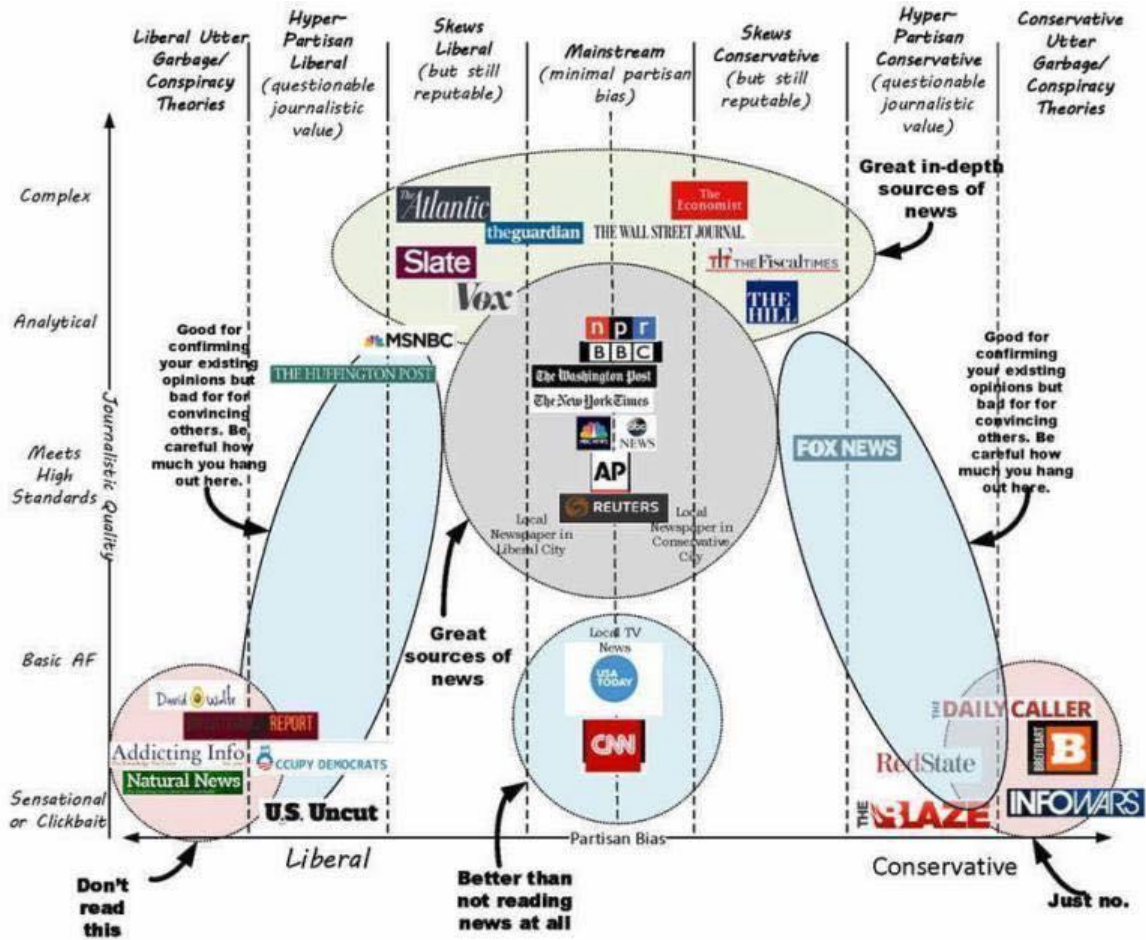 Liberal Utter
Garbage/
Conspiracy
Theories
Hyper-
Partisan
Liberal
(questionable
journalistic
value)
Skews
Liberal
(but still
reputable)
Mainstream
(minimal partisan
bias)
Skews
Conservative
(but still
reputable)
Hyper-
Partisan
Conservative
(questionable
journalistic
value)
Conservative
Utter
Garbage/
Conspiracy
Theories
Complex
Analytical
Meets
High
Standards
Basic AF
Sensational
or Clickbait
Journalistic Quality
Great in-depth
sources of
news
The Atlantic
The
Economist
theguardian
THE WALL STREET JOURNAL.
Slate
TFT THE FISCAL TIMES
Vox
THE
HILL
Good for
confirming
your existing
opinions but
bad for for
convincing
others. Be
careful how
much you hang
out here.
MSNBC
THE HUFFINGTON POST
npr
BBC
The Washington Post
The New York Times
NBC NEWS
abc
NEWS
AP
REUTERS
Local
Newspaper in
Liberal City
Local
Newspaper in
Conservative
City
FOX NEWS
Good for
confirming
your existing
opinions but
bad for for
convincing
others. Be
careful how
much you hang
out here.
Great
sources of
news
Local TV
News
USA
TODAY
CNN
David Wolfe
REPORT
Addicting Info
Natural News
CCUPY DEMOCRATS
U.S. Uncut
THE DAILY CALLER
BREITBART
B
RedState
THE BLAZE
INFOWARS
Partisan Bias
Liberal
Conservative
Don't
read
this
Better than
not reading
news at all
Just no.